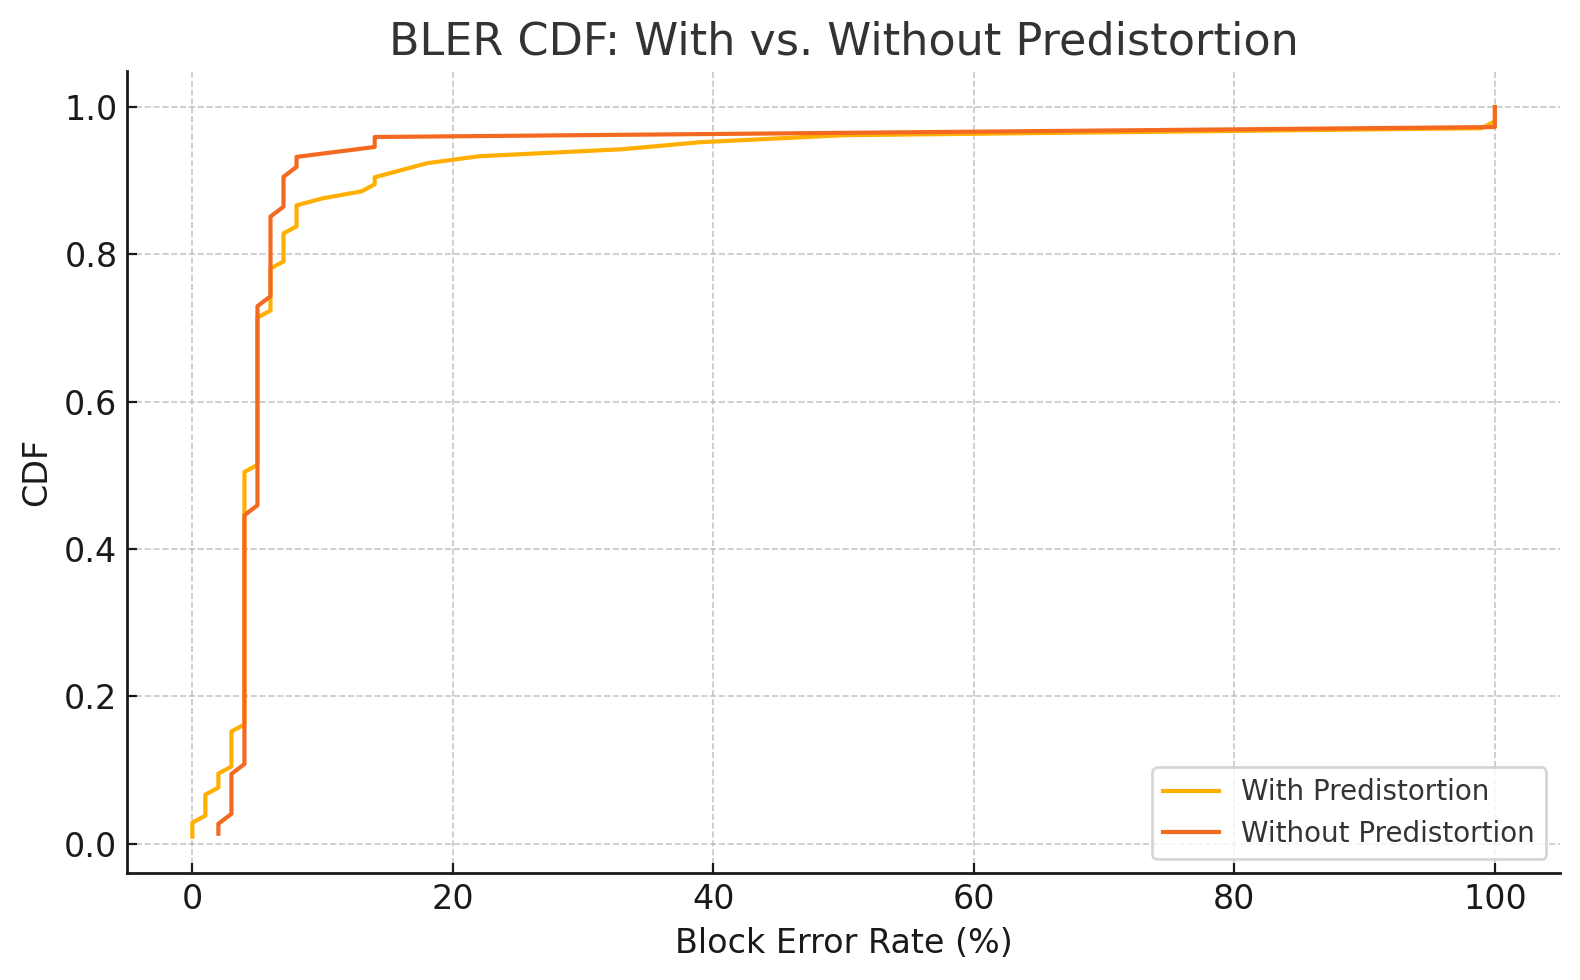 BLER CDF: With vs. Without Predistortion
1.0
0.8
0.6
0.4
0.2
0.0
CDF
0 20 40 60 80 100
Block Error Rate (%)
With Predistortion
Without Predistortion